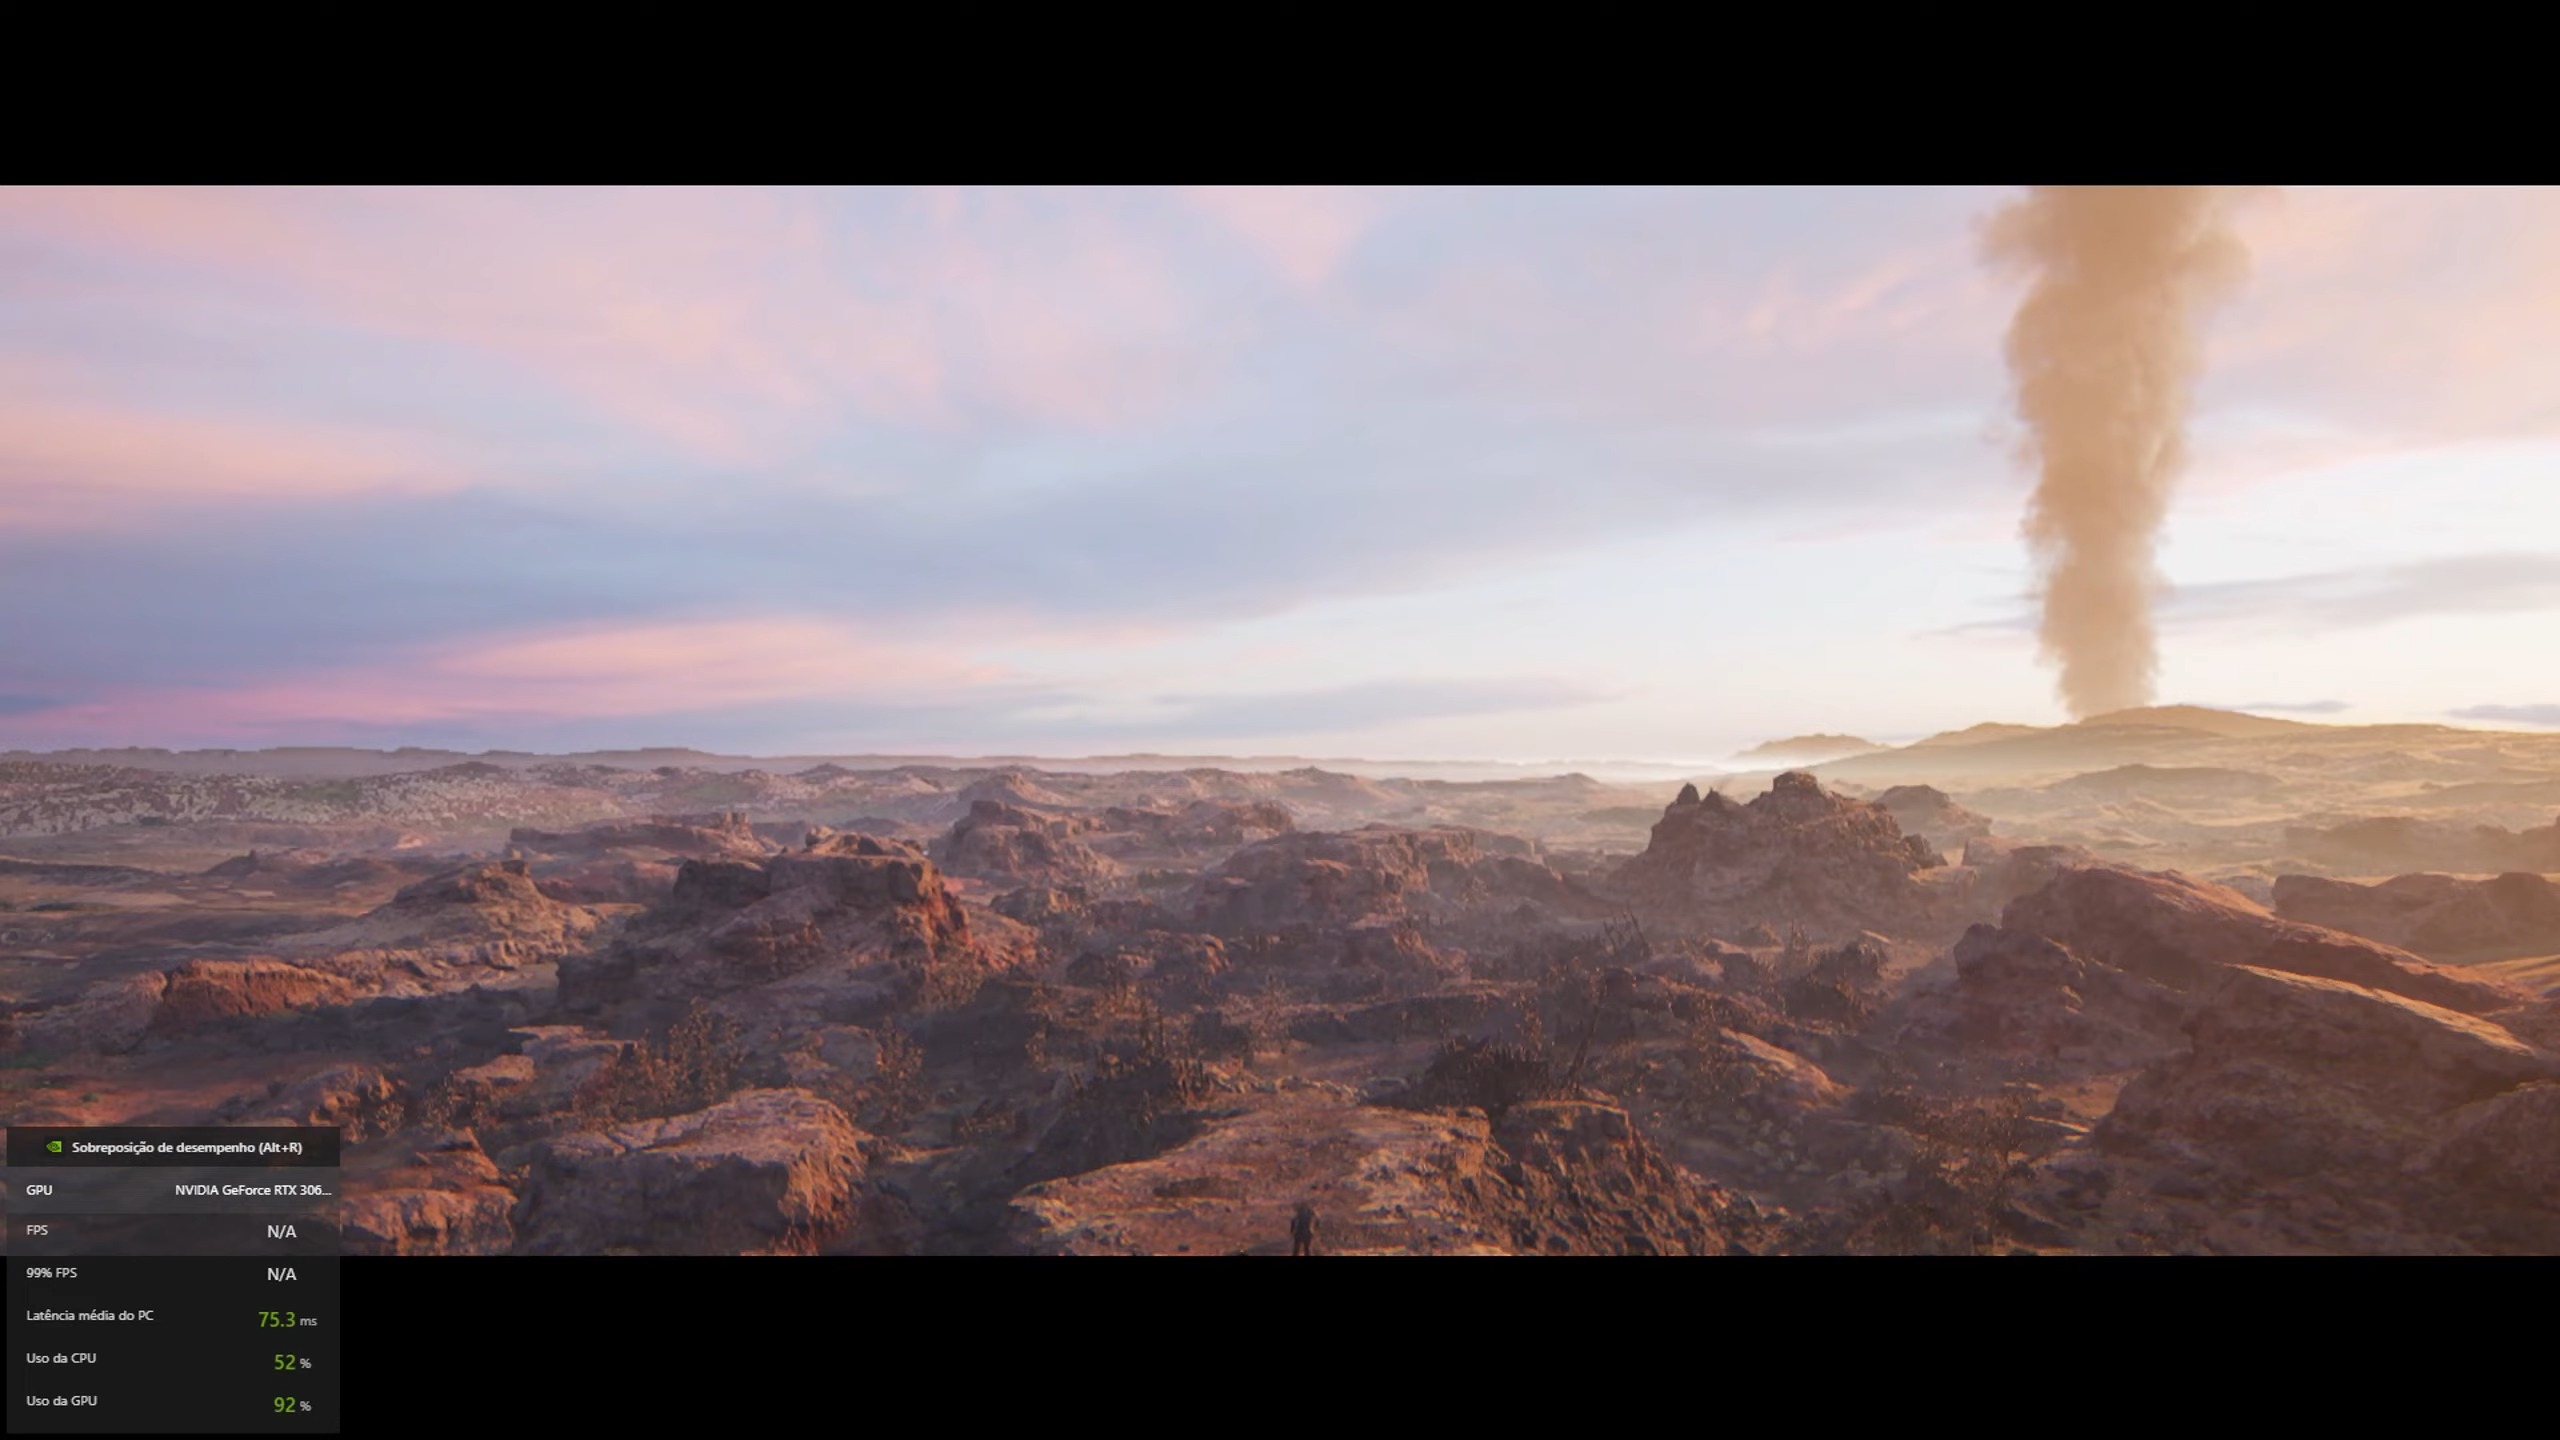 Sobreposição de desempenho (Alt+R)
GPU NVIDIA GeForce RTX 306...
FPS N/A
99% FPS N/A
Latência média do PC 75.3 ms
Uso da CPU 52 %
Uso da GPU 92 %